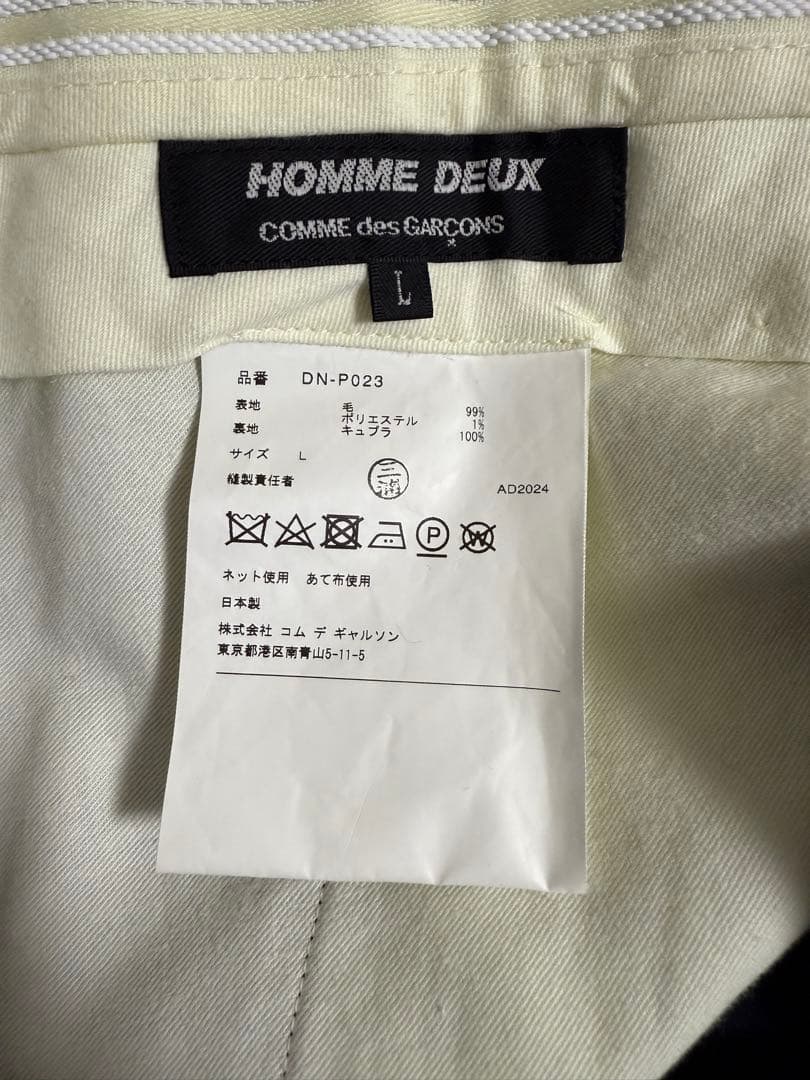 HOMME DEUX
COMME des GARÇONS
L
品番 DN-P023
表地 毛 99%
ポリエステル 1%
裏地 キュプラ 100%
サイズ L
縫製責任者
AD2024
P
W
ネット使用 あて布使用
日本製
株式会社 コム デ ギャルソン
東京都港区南青山5-11-5